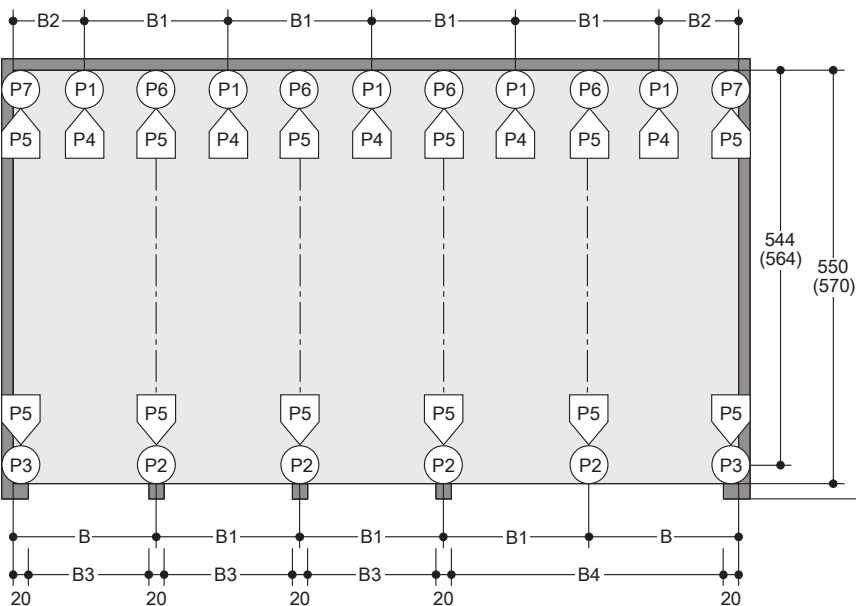 B2 B1 B1 B1 B1 B2
P7 P1 P6 P1 P6 P1 P6 P1 P6 P1 P7
P5 P4 P5 P4 P5 P4 P5 P4 P5 P4 P5
544
(564)
550
(570)
P5 P5 P5 P5 P5 P5
P3 P2 P2 P2 P2 P3
B B1 B1 B1 B
B3 B3 B3 B4
20 20 20 20 20